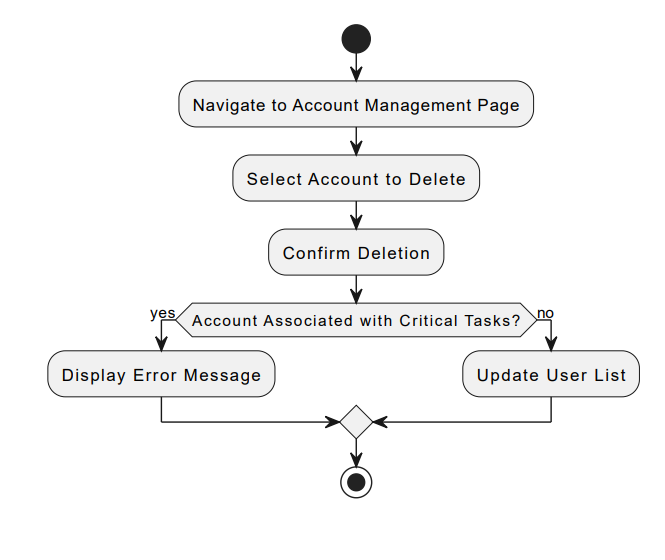 Navigate to Account Management Page
Select Account to Delete
Confirm Deletion
yes
Account Associated with Critical Tasks?
no
Display Error Message
Update User List